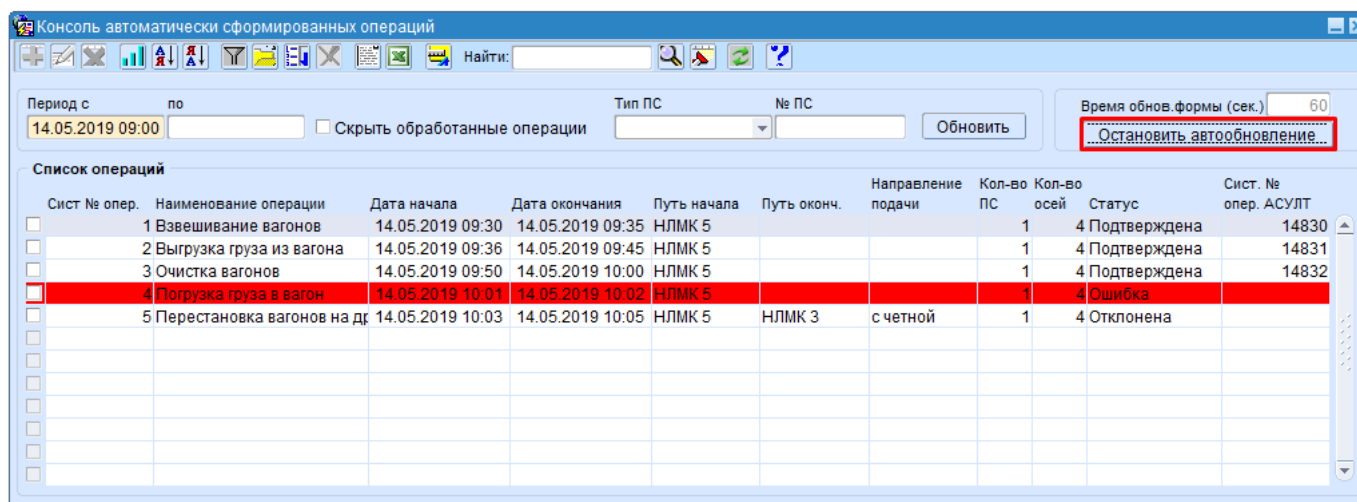 Консоль автоматически сформированных операций
Найти:
Период с по Тип ПС № ПС Время обнов.формы (сек.) 60
14.05.2019 09:00 Скрыть обработанные операции Обновить Остановить автообновление
Список операций
Направление Кол-во Кол-во Сист. №
Сист № опер. Наименование операции Дата начала Дата окончания Путь начала Путь оконч. подачи ПС осей Статус опер. АСУЛТ
1 Взвешивание вагонов 14.05.2019 09:30 14.05.2019 09:35 НЛМК 5 1 4 Подтверждена 14830
2 Выгрузка груза из вагона 14.05.2019 09:36 14.05.2019 09:45 НЛМК 5 1 4 Подтверждена 14831
3 Очистка вагонов 14.05.2019 09:50 14.05.2019 10:00 НЛМК 5 1 4 Подтверждена 14832
4 Погрузка груза в вагон 14.05.2019 10:01 14.05.2019 10:02 НЛМК 5 1 4 Ошибка
5 Перестановка вагонов на др 14.05.2019 10:03 14.05.2019 10:05 НЛМК 5 НЛМК 3 с четной 1 4 Отклонена